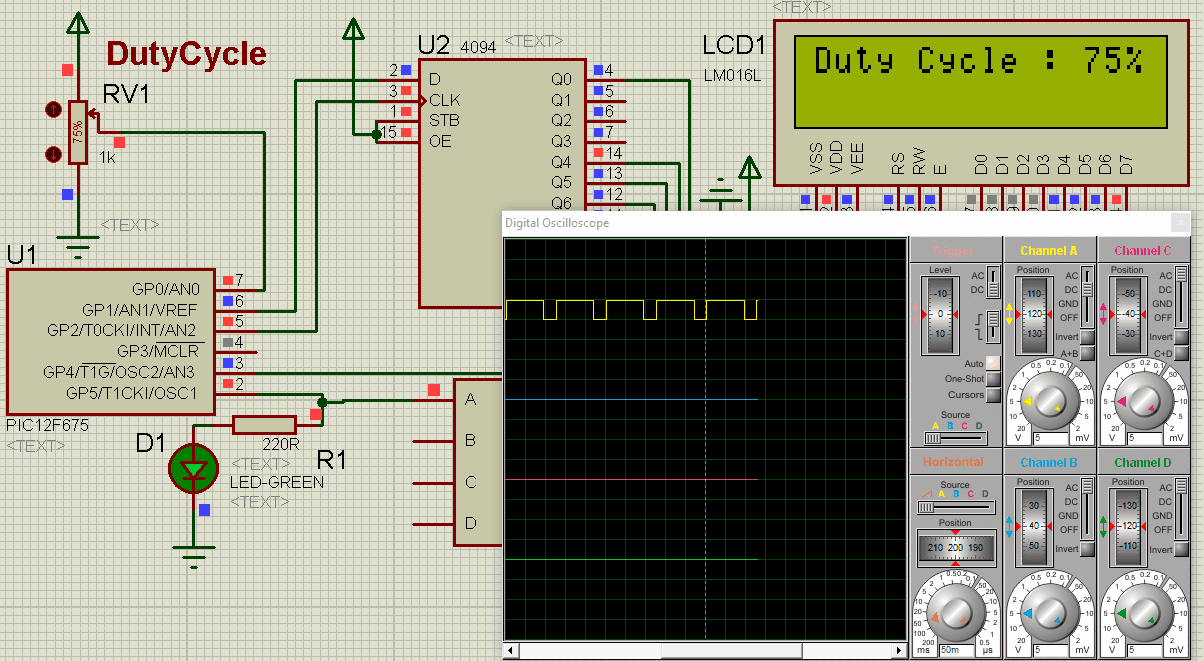 <TEXT>
DutyCycle
U2 4094 <TEXT>
LCD1
LM016L
Duty Cycle : 75%
VSS VDD VEE RS RW E D0 D1 D2 D3 D4 D5 D6 D7
RV1
75%
1k
<TEXT>
2 D Q0 4
3 CLK Q1 5
1 STB Q2 6
15 OE Q3 7
Q4 14
Q5 13
Q6 12
U1
GP0/AN0 7
GP1/AN1/VREF 6
GP2/T0CKI/INT/AN2 5
GP3/MCLR 4
GP4/T1G/OSC2/AN3 3
GP5/T1CKI/OSC1 2
PIC12F675
<TEXT>
D1
220R
<TEXT>
R1
LED-GREEN
<TEXT>
A
B
C
D
Digital Oscilloscope
Trigger
Level
AC
DC
-10
0
10
Auto
One-Shot
Cursors
Source
A B C D
Channel A
Position
110
120
130
AC
DC
GND
OFF
Invert
A+B
V 5 mV
Channel C
Position
-50
-40
-30
AC
DC
GND
OFF
Invert
C+D
V 5 mV
Horizontal
Source
A B C D
Position
210 200 190
ms 50m µs
Channel B
Position
30
40
50
AC
DC
GND
OFF
Invert
V 5 mV
Channel D
Position
-130
-120
-110
AC
DC
GND
OFF
Invert
V 5 mV